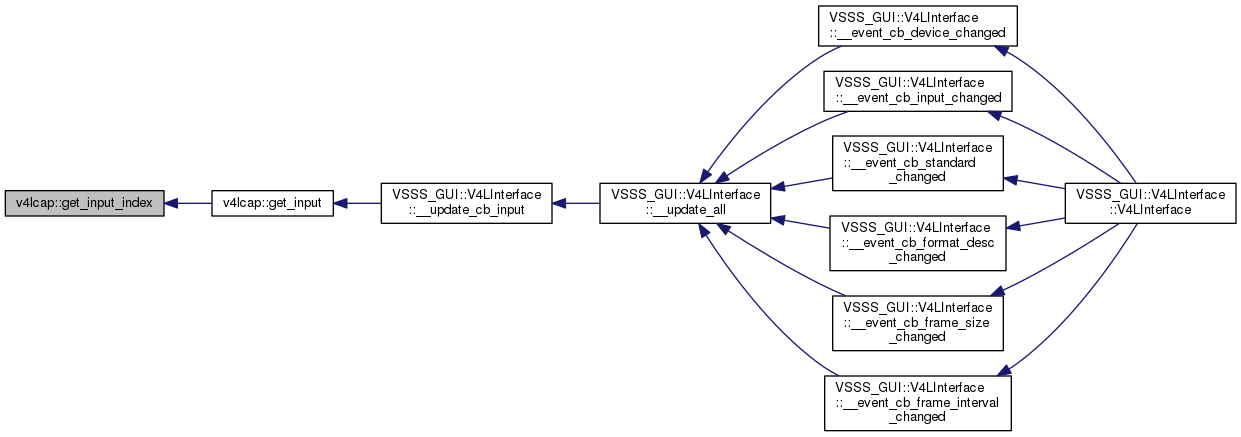 v4lcap::get_input_index
v4lcap::get_input
VSSS_GUI::V4LInterface
::__update_cb_input
VSSS_GUI::V4LInterface
::__update_all
VSSS_GUI::V4LInterface
::__event_cb_device_changed
VSSS_GUI::V4LInterface
::__event_cb_input_changed
VSSS_GUI::V4LInterface
::__event_cb_standard
_changed
VSSS_GUI::V4LInterface
::__event_cb_format_desc
_changed
VSSS_GUI::V4LInterface
::__event_cb_frame_size
_changed
VSSS_GUI::V4LInterface
::__event_cb_frame_interval
_changed
VSSS_GUI::V4LInterface
::V4LInterface